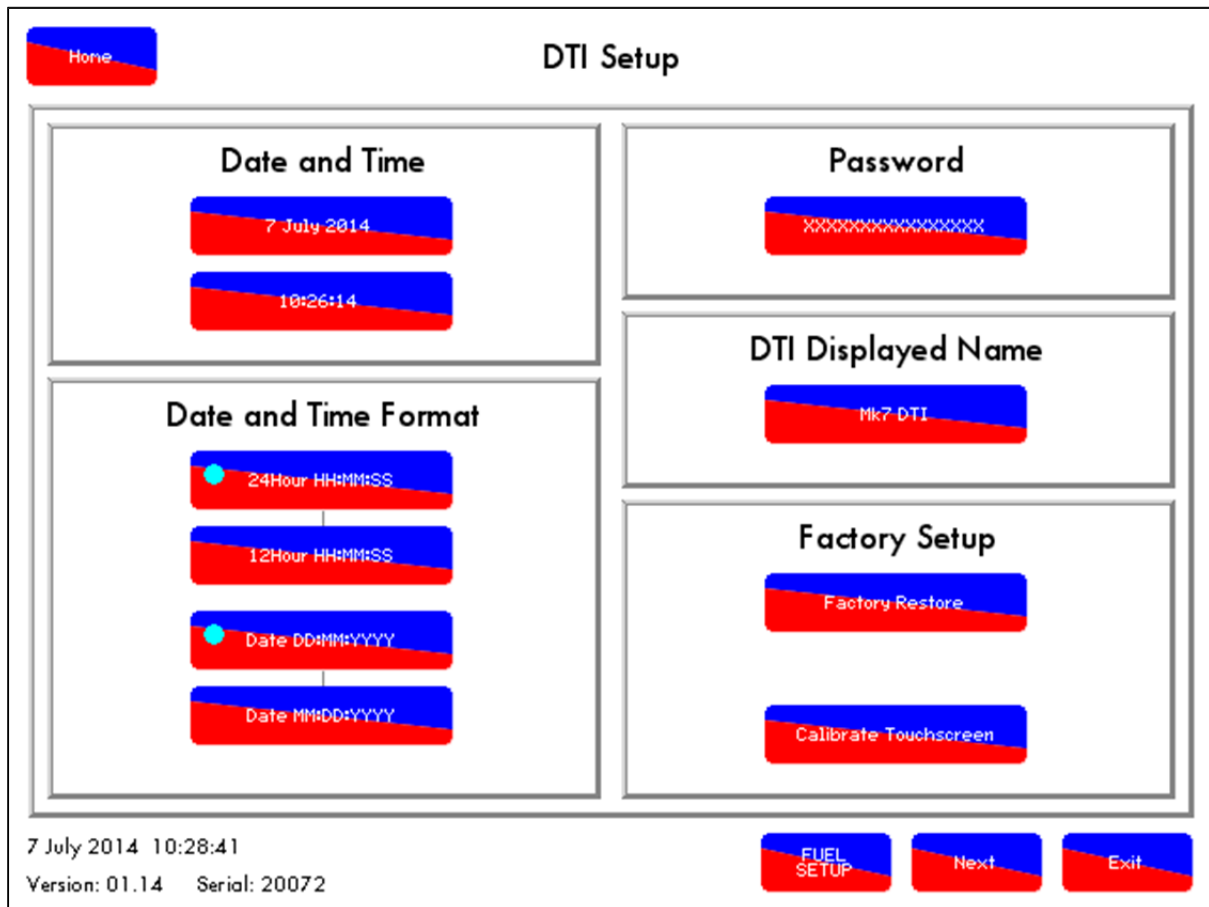 Home
DTI Setup
Date and Time
7 July 2014
10:26:14
Date and Time Format
24Hour HH:MM:SS
12Hour HH:MM:SS
Date DD:MM:YYYY
Date MM:DD:YYYY
Password
XXXXXXXXXXXXXXXX
DTI Displayed Name
Mk7 DTI
Factory Setup
Factory Restore
Calibrate Touchscreen
7 July 2014 10:28:41
Version: 01.14 Serial: 20072
FUEL
SETUP
Next
Exit